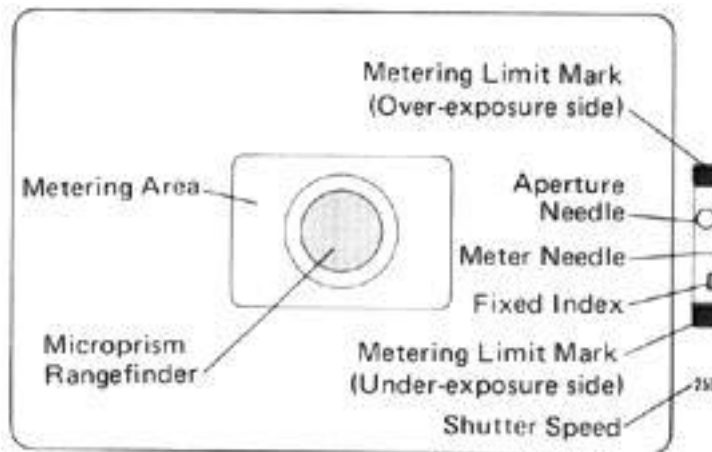 Metering Limit Mark
(Over-exposure side)
Metering Area
Aperture
Needle
Meter Needle
Fixed Index
Microprism
Rangefinder
Metering Limit Mark
(Under-exposure side)
Shutter Speed